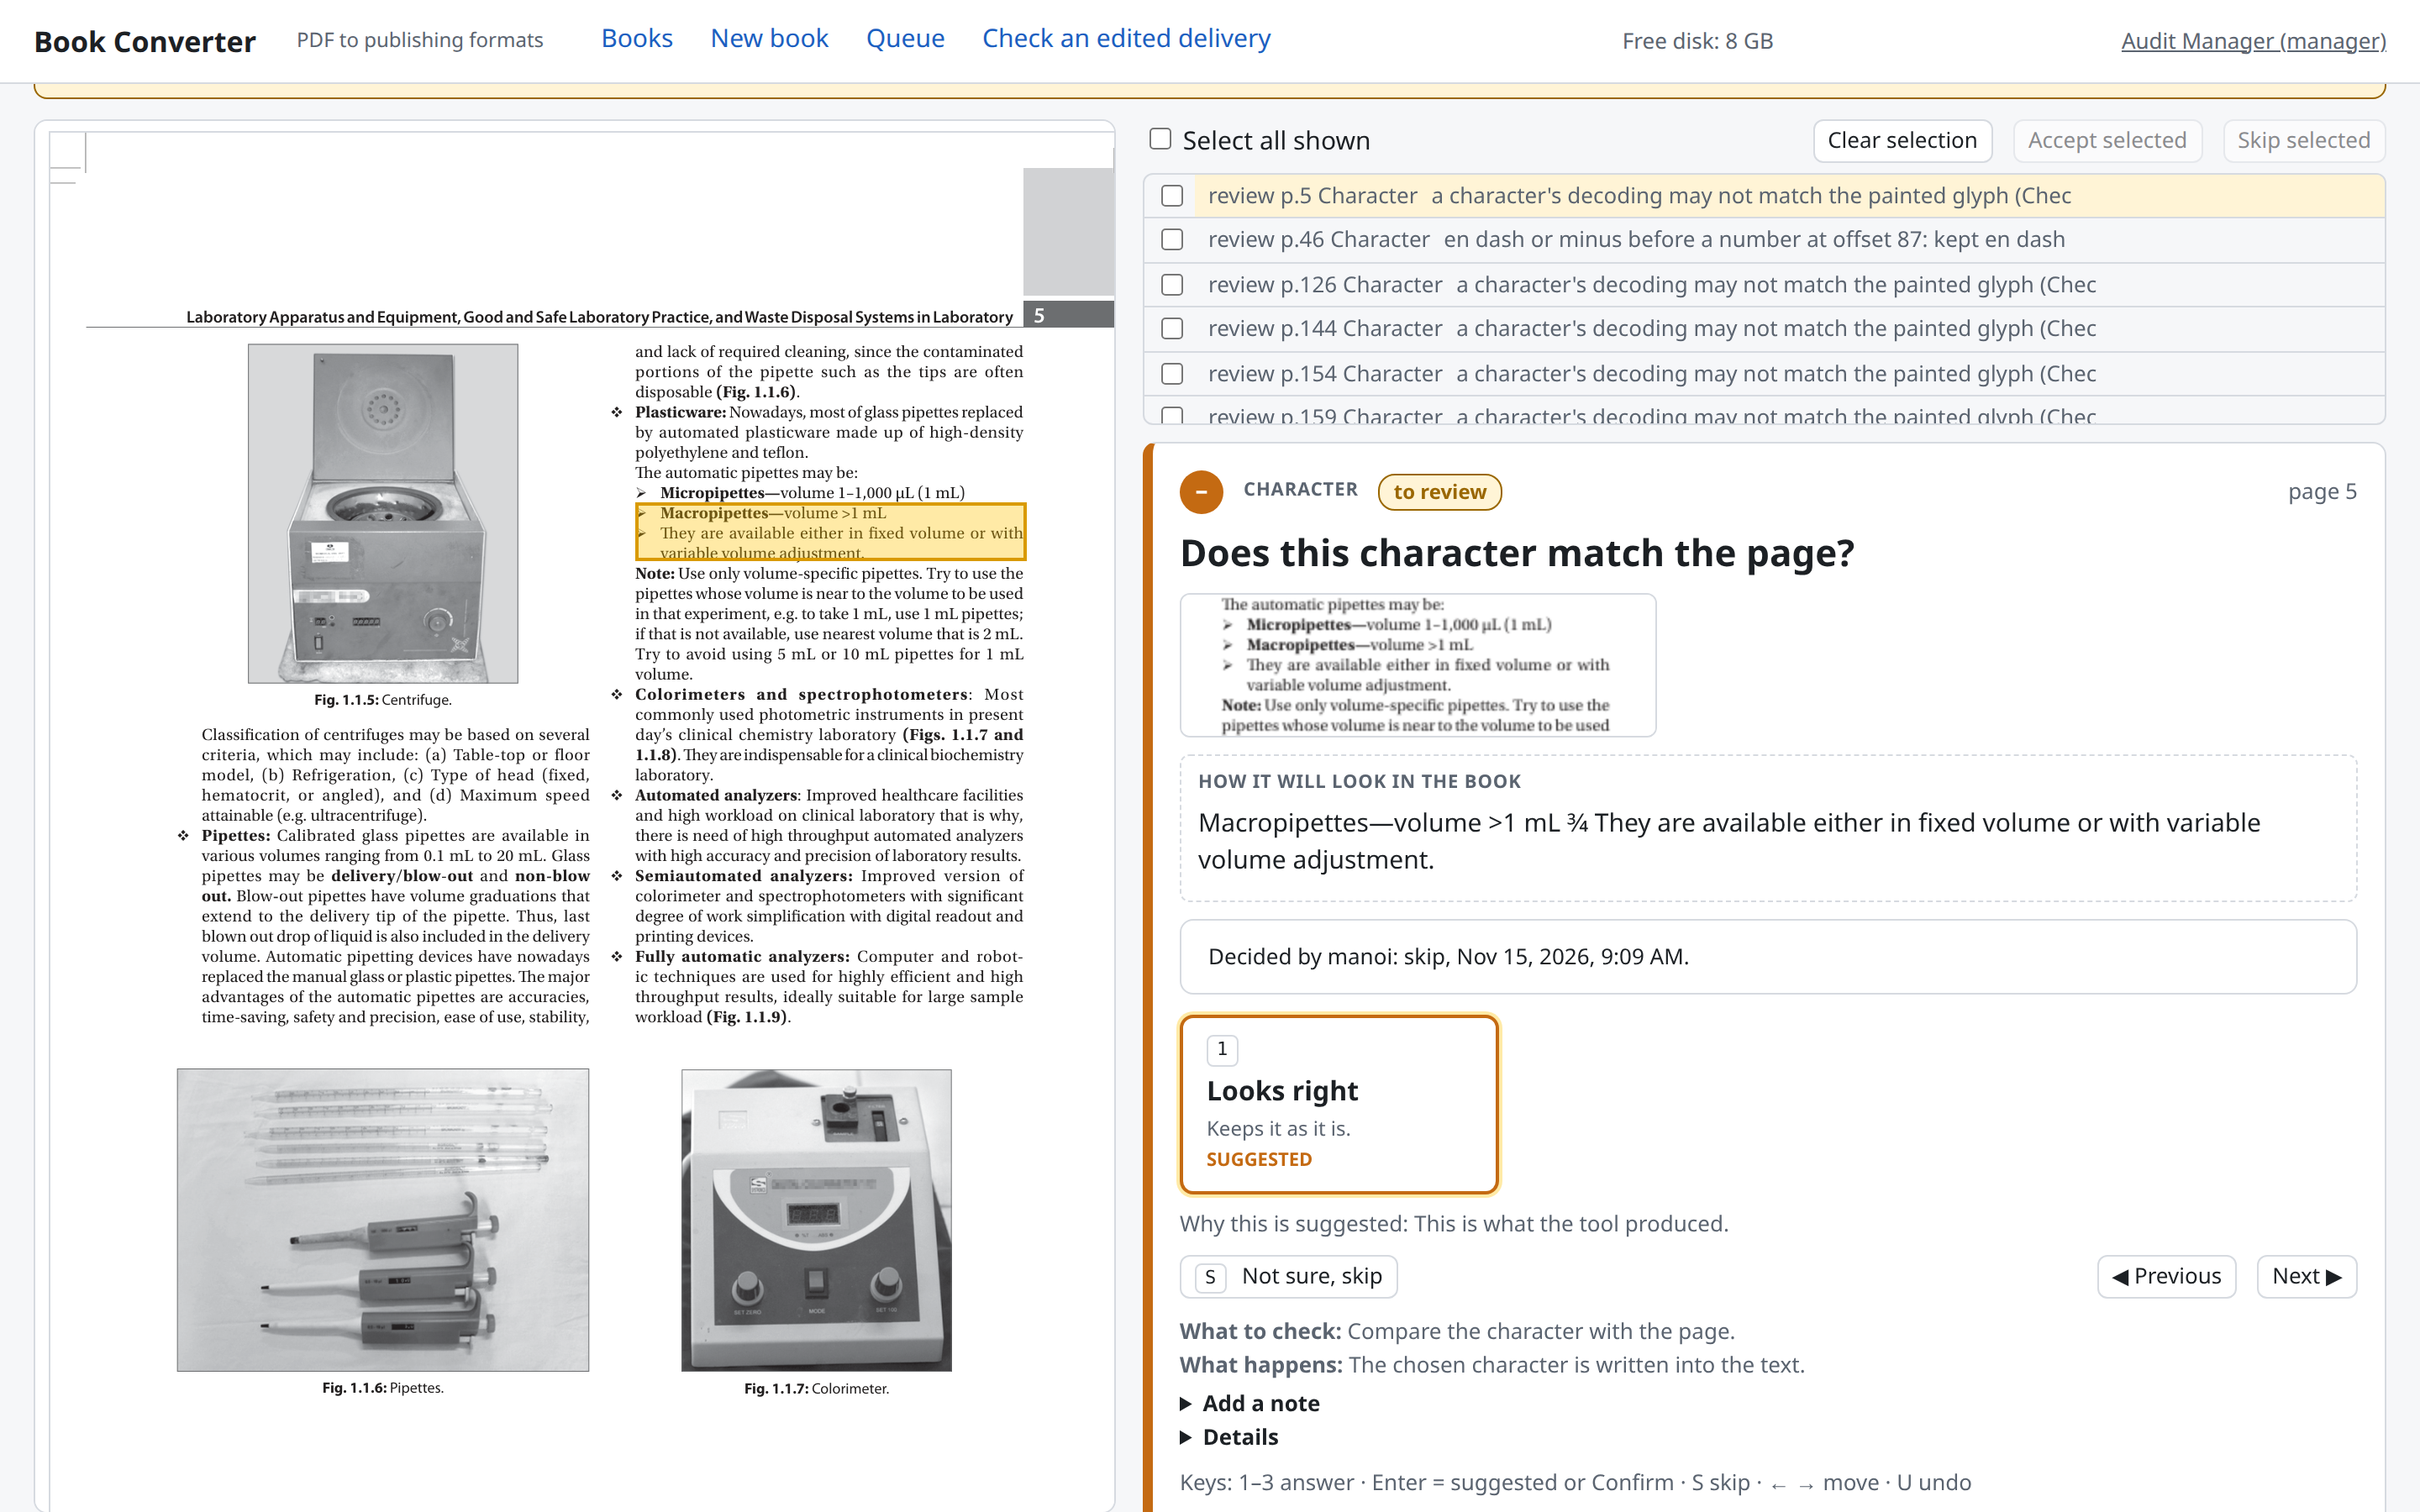 Book Converter
PDF to publishing formats
Books
New book
Queue
Check an edited delivery
Free disk: 8 GB
Audit Manager (manager)
Laboratory Apparatus and Equipment, Good and Safe Laboratory Practice, and Waste Disposal Systems in Laboratory 5
Fig. 1.1.5: Centrifuge.
Classification of centrifuges may be based on several
criteria, which may include: (a) Table-top or floor
model, (b) Refrigeration, (c) Type of head (fixed,
hematocrit, or angled), and (d) Maximum speed
attainable (e.g. ultracentrifuge).
❖ Pipettes: Calibrated glass pipettes are available in
various volumes ranging from 0.1 mL to 20 mL. Glass
pipettes may be delivery/blow-out and non-blow
out. Blow-out pipettes have volume graduations that
extend to the delivery tip of the pipette. Thus, last
blown out drop of liquid is also included in the delivery
volume. Automatic pipetting devices have nowadays
replaced the manual glass or plastic pipettes. The major
advantages of the automatic pipettes are accuracies,
time-saving, safety and precision, ease of use, stability,
and lack of required cleaning, since the contaminated
portions of the pipette such as the tips are often
disposable (Fig. 1.1.6).
❖ Plasticware: Nowadays, most of glass pipettes replaced
by automated plasticware made up of high-density
polyethylene and teflon.
The automatic pipettes may be:
➢ Micropipettes—volume 1–1,000 µL (1 mL)
➢ Macropipettes—volume >1 mL
➢ They are available either in fixed volume or with
variable volume adjustment.
Note: Use only volume-specific pipettes. Try to use the
pipettes whose volume is near to the volume to be used
in that experiment, e.g. to take 1 mL, use 1 mL pipettes;
if that is not available, use nearest volume that is 2 mL.
Try to avoid using 5 mL or 10 mL pipettes for 1 mL
volume.
❖ Colorimeters and spectrophotometers: Most
commonly used photometric instruments in present
day’s clinical chemistry laboratory (Figs. 1.1.7 and
1.1.8). They are indispensable for a clinical biochemistry
laboratory.
❖ Automated analyzers: Improved healthcare facilities
and high workload on clinical laboratory that is why,
there is need of high throughput automated analyzers
with high accuracy and precision of laboratory results.
❖ Semiautomated analyzers: Improved version of
colorimeter and spectrophotometers with significant
degree of work simplification with digital readout and
printing devices.
❖ Fully automatic analyzers: Computer and robot-
ic techniques are used for highly efficient and high
throughput results, ideally suitable for large sample
workload (Fig. 1.1.9).
SET ZERO
MODE
SET 100
Fig. 1.1.6: Pipettes.
Fig. 1.1.7: Colorimeter.
Select all shown
Clear selection
Accept selected
Skip selected
review p.5 Character a character's decoding may not match the painted glyph (Chec
review p.46 Character en dash or minus before a number at offset 87: kept en dash
review p.126 Character a character's decoding may not match the painted glyph (Chec
review p.144 Character a character's decoding may not match the painted glyph (Chec
review p.154 Character a character's decoding may not match the painted glyph (Chec
review p.159 Character a character's decoding may not match the painted glyph (Chec
– CHARACTER to review page 5
Does this character match the page?
The automatic pipettes may be:
➢ Micropipettes—volume 1–1,000 µL (1 mL)
➢ Macropipettes—volume >1 mL
➢ They are available either in fixed volume or with
variable volume adjustment.
Note: Use only volume-specific pipettes. Try to use the
pipettes whose volume is near to the volume to be used
HOW IT WILL LOOK IN THE BOOK
Macropipettes—volume >1 mL ¾ They are available either in fixed volume or with variable
volume adjustment.
Decided by manoi: skip, Nov 15, 2026, 9:09 AM.
1
Looks right
Keeps it as it is.
SUGGESTED
Why this is suggested: This is what the tool produced.
S Not sure, skip
◀ Previous
Next ▶
What to check: Compare the character with the page.
What happens: The chosen character is written into the text.
▶ Add a note
▶ Details
Keys: 1–3 answer · Enter = suggested or Confirm · S skip · ← → move · U undo